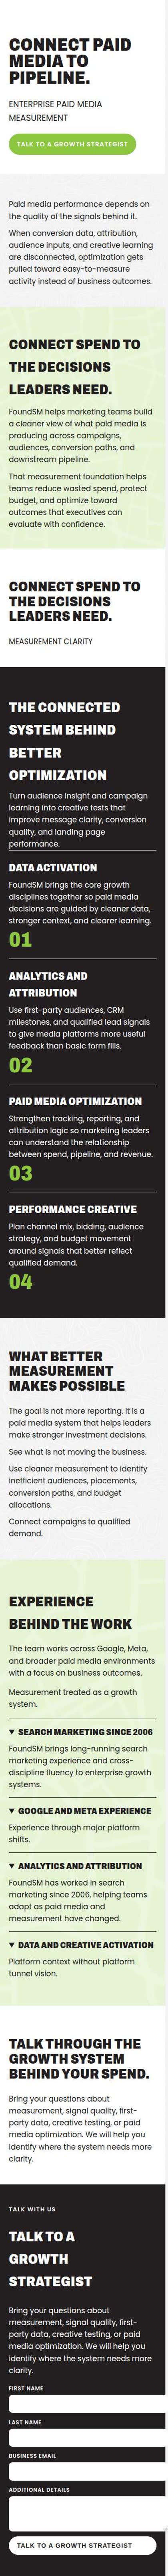 CONNECT PAID
MEDIA TO
PIPELINE.
ENTERPRISE PAID MEDIA
MEASUREMENT
TALK TO A GROWTH STRATEGIST
Paid media performance depends on
the quality of the signals behind it.
When conversion data, attribution,
audience inputs, and creative learning
are disconnected, optimization gets
pulled toward easy-to-measure
activity instead of business outcomes.
CONNECT SPEND TO
THE DECISIONS
LEADERS NEED.
FoundSM helps marketing teams build
a clearer view of what paid media is
producing across campaigns,
audiences, conversion paths, and
downstream pipeline.
That measurement foundation helps
teams reduce wasted spend, protect
budget, and optimize toward
outcomes that executives can
evaluate with confidence.
CONNECT SPEND TO
THE DECISIONS
LEADERS NEED.
MEASUREMENT CLARITY
THE CONNECTED
SYSTEM BEHIND
BETTER
OPTIMIZATION
Turn audience insight and campaign
learning into creative tests that
improve message clarity, conversion
quality, and landing page
performance.
DATA ACTIVATION
FoundSM brings the core growth
disciplines together so paid media
decisions are guided by clearer data,
stronger context, and clearer learning.
01
ANALYTICS AND
ATTRIBUTION
Use first-party audiences, CRM
milestones, and qualified lead signals
to give media platforms more useful
feedback than basic form fills.
02
PAID MEDIA OPTIMIZATION
Strengthen tracking, reporting, and
attribution logic so marketing leaders
can understand the relationship
between spend, pipeline, and revenue.
03
PERFORMANCE CREATIVE
Plan channel mix, bidding, audience
strategy, and budget movement
around signals that better reflect
qualified demand.
04
WHAT BETTER
MEASUREMENT
MAKES POSSIBLE
The goal is not more reporting. It is a
paid media system that helps leaders
make stronger investment decisions.
See what is not moving the business.
Use cleaner measurement to identify
inefficient audiences, placements,
conversion paths, and budget
allocations.
Connect campaigns to qualified
demand.
EXPERIENCE
BEHIND THE WORK
The team works across Google, Meta,
and broader paid media environments
with a focus on business outcomes.
Measurement treated as a growth
system.
SEARCH MARKETING SINCE 2006
FoundSM brings long-running search
marketing experience and cross-
discipline fluency to enterprise growth
systems.
GOOGLE AND META EXPERIENCE
Experience through major platform
shifts.
ANALYTICS AND ATTRIBUTION
FoundSM has worked in search
marketing since 2006, helping teams
adapt as paid media and
measurement have changed.
DATA AND CREATIVE ACTIVATION
Platform context without platform
tunnel vision.
TALK THROUGH THE
GROWTH SYSTEM
BEHIND YOUR SPEND.
Bring your questions about
measurement, signal quality, first-
party data, creative testing, or paid
media optimization. We will help you
identify where the system needs more
clarity.
TALK WITH US
TALK TO A
GROWTH
STRATEGIST
Bring your questions about
measurement, signal quality, first-
party data, creative testing, or paid
media optimization. We will help you
identify where the system needs more
clarity.
FIRST NAME
LAST NAME
BUSINESS EMAIL
ADDITIONAL DETAILS
TALK TO A GROWTH STRATEGIST